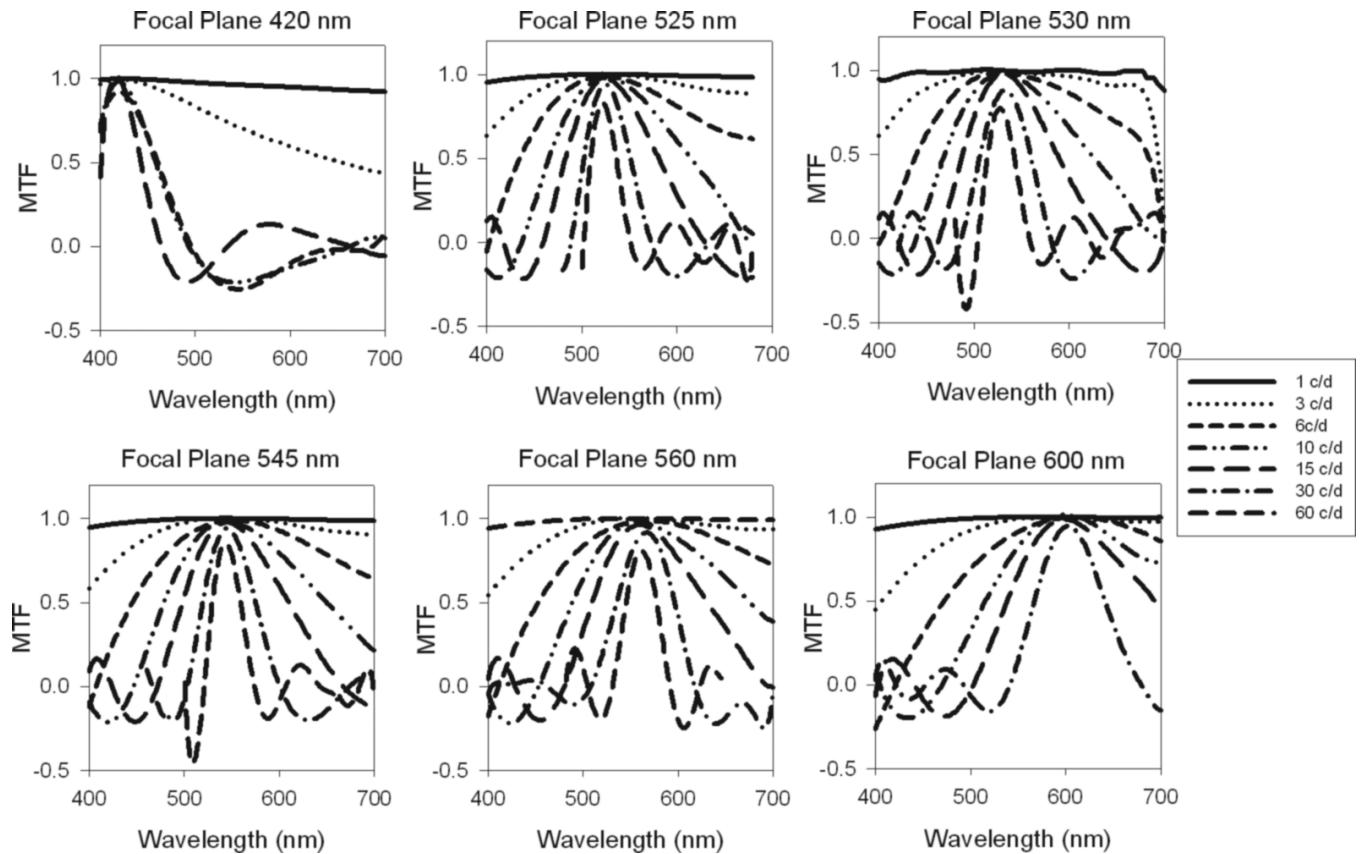 Focal Plane 420 nm
Focal Plane 525 nm
Focal Plane 530 nm
1.0
0.5
0.0
-0.5
MTF
400
500
600
700
Wavelength (nm)
1.0
0.5
0.0
-0.5
MTF
400
500
600
700
Wavelength (nm)
1.0
0.5
0.0
-0.5
MTF
400
500
600
700
Wavelength (nm)
1 c/d
3 c/d
6c/d
10 c/d
15 c/d
30 c/d
60 c/d
Focal Plane 545 nm
Focal Plane 560 nm
Focal Plane 600 nm
1.0
0.5
0.0
-0.5
MTF
400
500
600
700
Wavelength (nm)
1.0
0.5
0.0
-0.5
MTF
400
500
600
700
Wavelength (nm)
1.0
0.5
0.0
-0.5
MTF
400
500
600
700
Wavelength (nm)